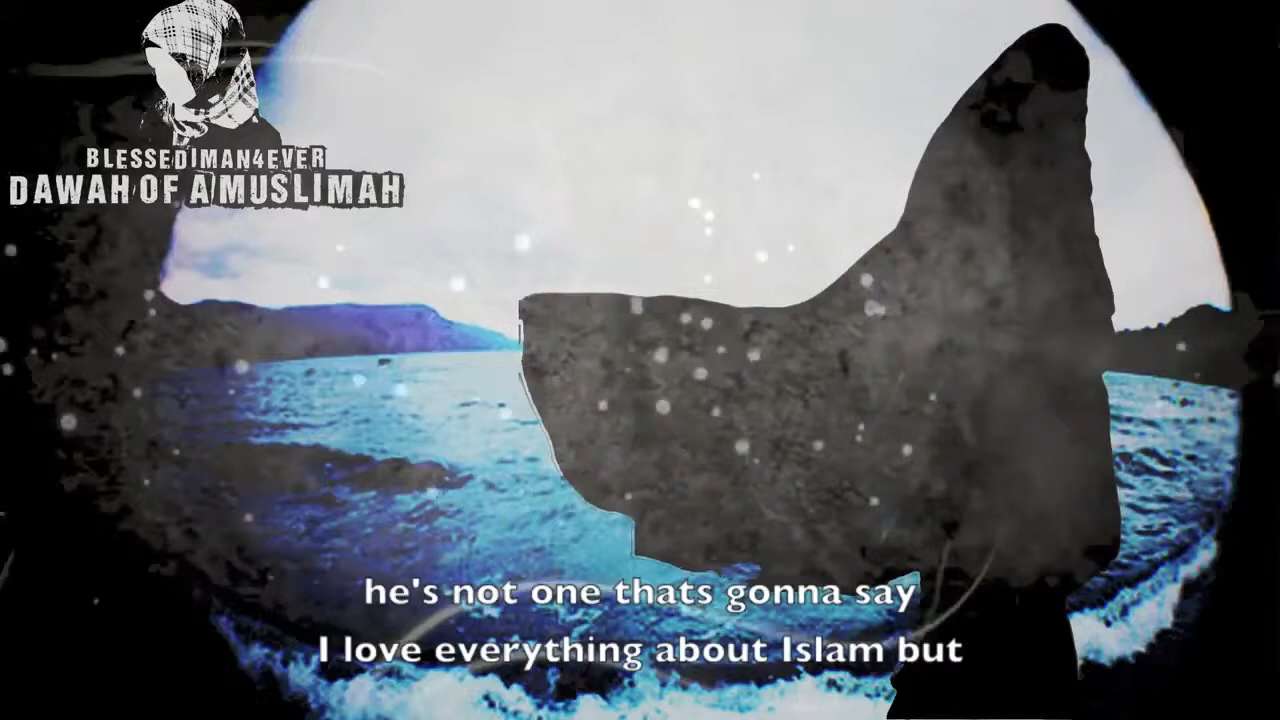 BLESSEDIMAN4EVER
DAWAH OF A MUSLIMAH
he's not one thats gonna say
I love everything about Islam but